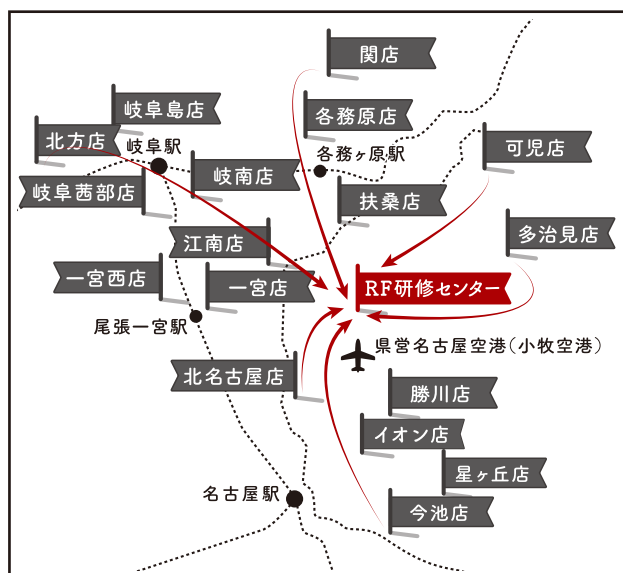 関店
岐阜島店
各務原店
北方店
岐阜駅
各務ヶ原駅
可児店
岐南店
岐阜茜部店
扶桑店
多治見店
江南店
一宮西店
一宮店
RF研修センター
尾張一宮駅
県営名古屋空港(小牧空港)
北名古屋店
勝川店
イオン店
星ヶ丘店
名古屋駅
今池店